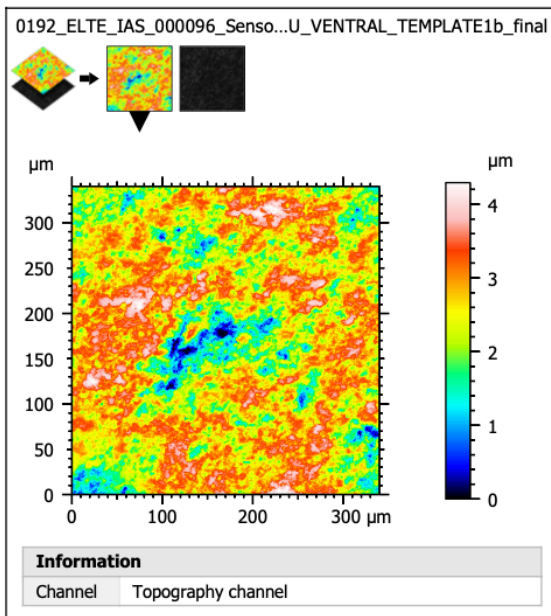 0192_ELTE_IAS_000096_Senso...U_VENTRAL_TEMPLATE1b_final
µm
µm
300
250
200
150
100
50
0
0 100 200 300 µm
4
3
2
1
0
Information
Channel Topography channel